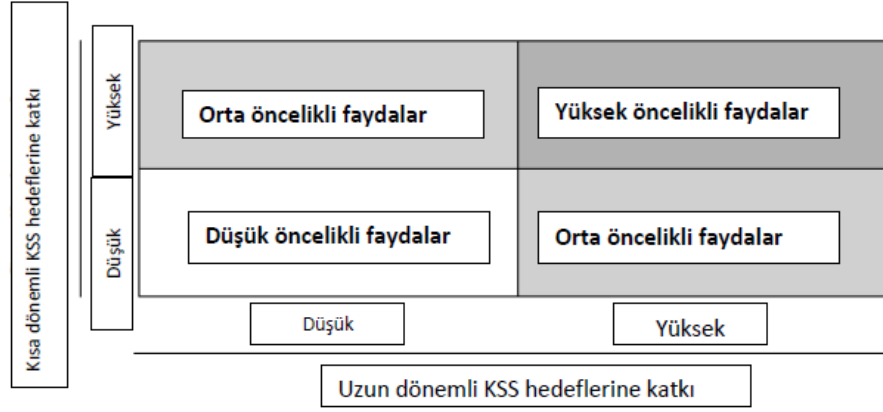 Kısa dönemli KSS hedeflerine katkı
Yüksek
Orta öncelikli faydalar
Yüksek öncelikli faydalar
Düşük
Düşük öncelikli faydalar
Orta öncelikli faydalar
Düşük
Yüksek
Uzun dönemli KSS hedeflerine katkı